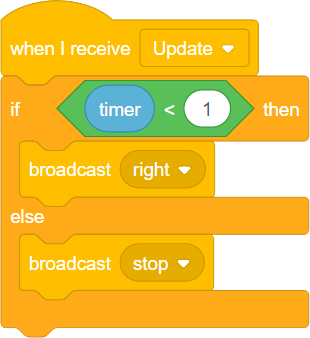 when I receive Update
if timer < 1 then
broadcast right
else
broadcast stop